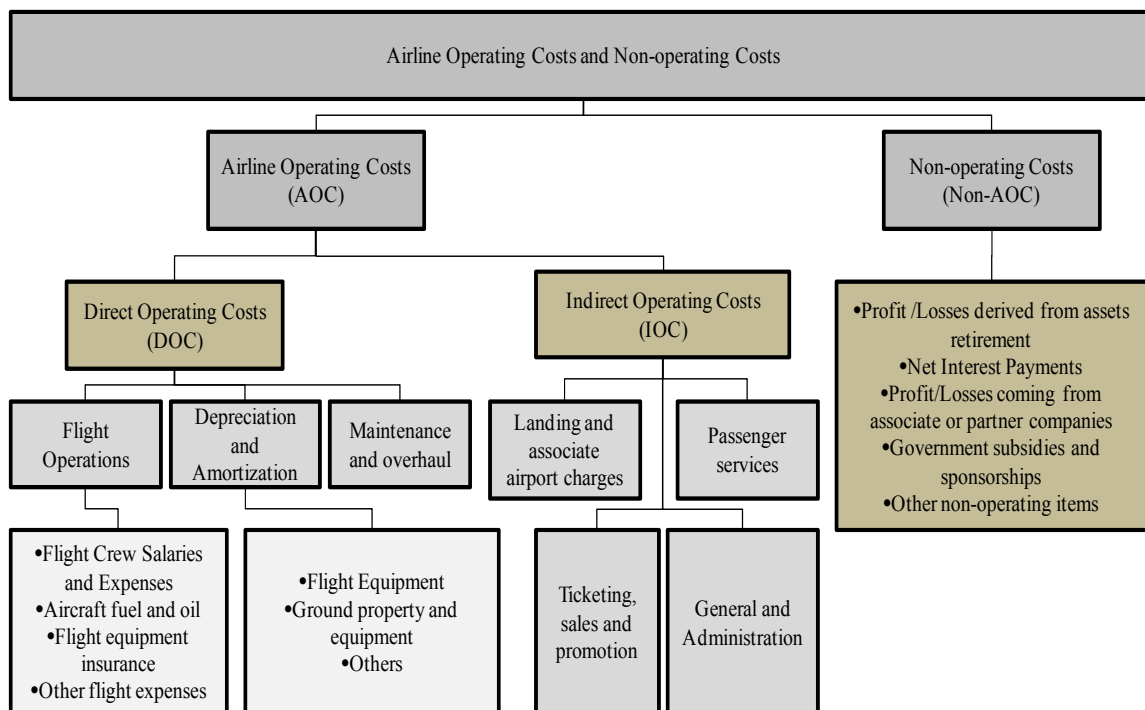 Airline Operating Costs and Non-operating Costs
Airline Operating Costs
(AOC)
Non-operating Costs
(Non-AOC)
Direct Operating Costs
(DOC)
Indirect Operating Costs
(IOC)
•Profit /Losses derived from assets
retirement
•Net Interest Payments
•Profit/Losses coming from
associate or partner companies
•Government subsidies and
sponsorships
•Other non-operating items
Flight
Operations
Depreciation
and
Amortization
Maintenance
and overhaul
Landing and
associate
airport charges
Passenger
services
•Flight Crew Salaries
and Expenses
•Aircraft fuel and oil
•Flight equipment
insurance
•Other flight expenses
•Flight Equipment
•Ground property and
equipment
•Others
Ticketing,
sales and
promotion
General and
Administration